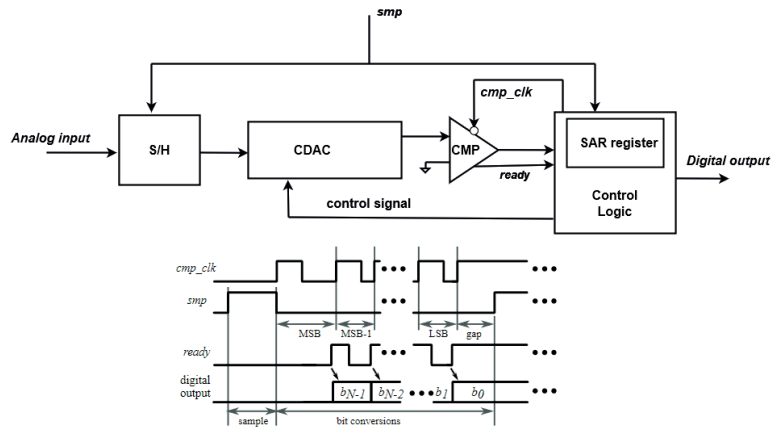 smp
cmp_clk
Analog input
S/H
CDAC
CMP
ready
SAR register
Control
Logic
Digital output
control signal
cmp_clk
smp
MSB
MSB-1
LSB
gap
ready
digital
output
bN-1
bN-2
b1
b0
sample
bit conversions